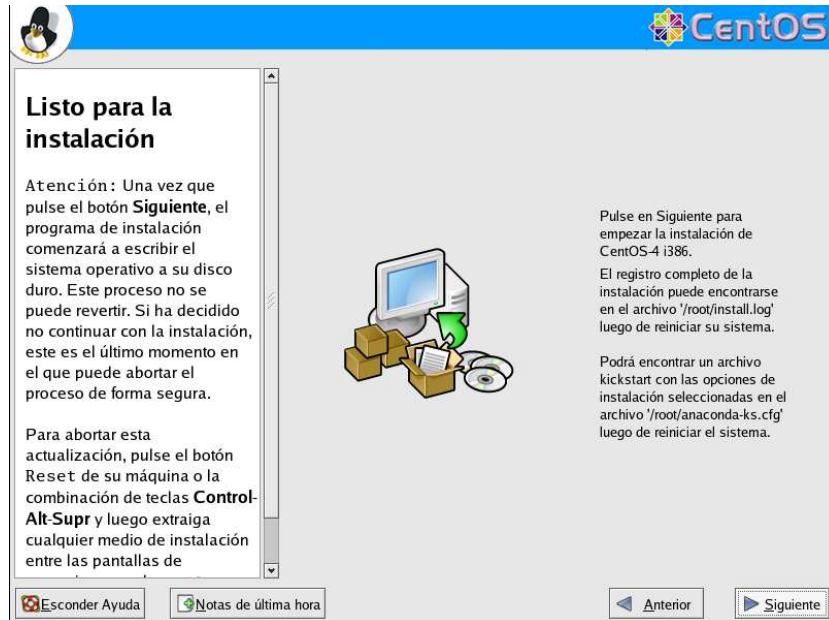 CentOS
Listo para la
instalación
Atención: Una vez que
pulse el botón Siguiente, el
programa de instalación
comenzará a escribir el
sistema operativo a su disco
duro. Este proceso no se
puede revertir. Si ha decidido
no continuar con la instalación,
este es el último momento en
el que puede abortar el
proceso de forma segura.
Para abortar esta
actualización, pulse el botón
Reset de su máquina o la
combinación de teclas Control-
Alt-Supr y luego extraiga
cualquier medio de instalación
entre las pantallas de
Pulse en Siguiente para
empezar la instalación de
CentOS-4 i386.
El registro completo de la
instalación puede encontrarse
en el archivo '/root/install.log'
luego de reiniciar su sistema.
Podrá encontrar un archivo
kickstart con las opciones de
instalación seleccionadas en el
archivo '/root/anaconda-ks.cfg'
luego de reiniciar el sistema.
Esconder Ayuda
Notas de última hora
Anterior
Siguiente